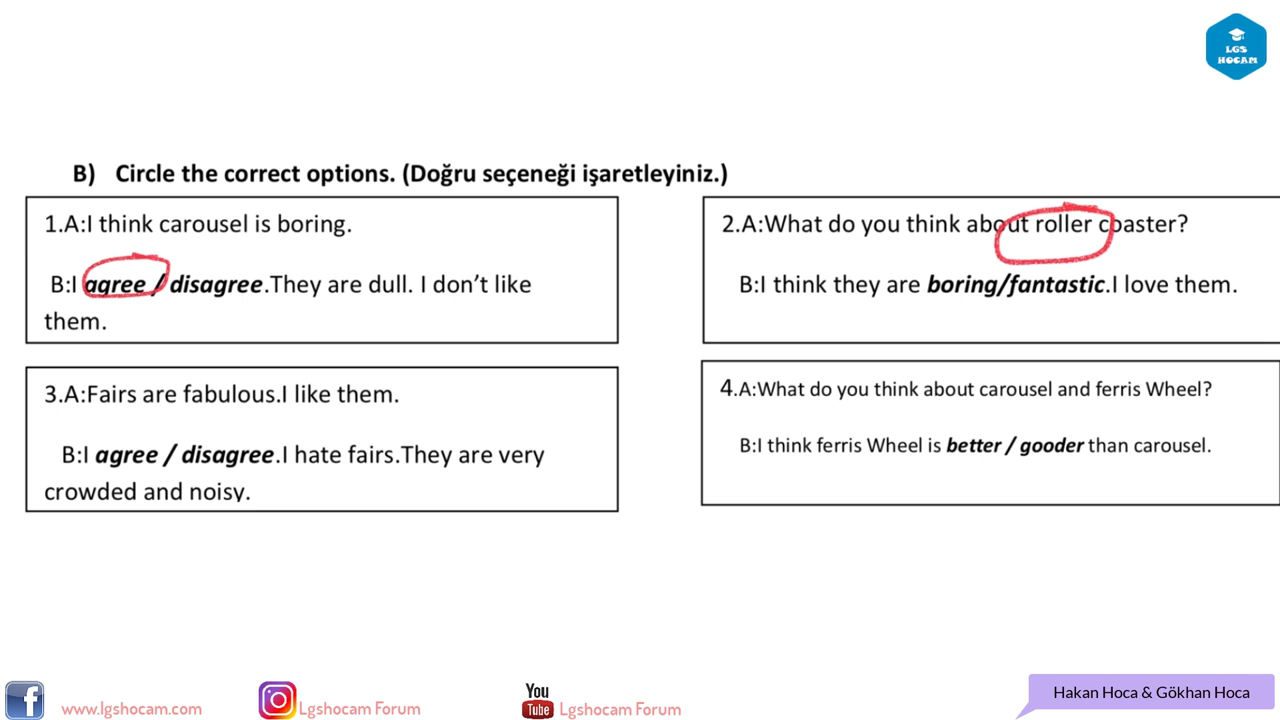 LGS
HOCAM
B) Circle the correct options. (Doğru seçeneği işaretleyiniz.)
1.A:I think carousel is boring.
B:I agree / disagree.They are dull. I don't like
them.
2.A:What do you think about roller coaster?
B:I think they are boring/fantastic.I love them.
3.A:Fairs are fabulous.I like them.
B:I agree / disagree.I hate fairs.They are very
crowded and noisy.
4.A:What do you think about carousel and ferris Wheel?
B:I think ferris Wheel is better / gooder than carousel.
www.lgshocam.com
Lgshocam Forum
You
Tube
Lgshocam Forum
Hakan Hoca & Gökhan Hoca